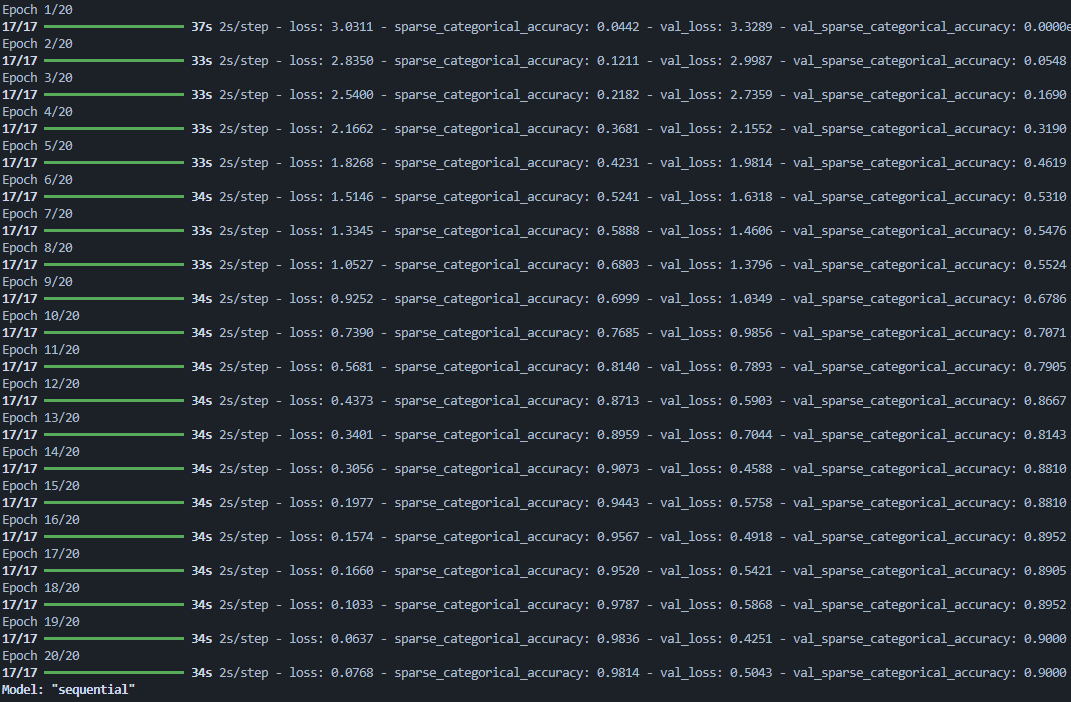 Epoch 1/20
17/17 37s 2s/step - loss: 3.0311 - sparse_categorical_accuracy: 0.0442 - val_loss: 3.3289 - val_sparse_categorical_accuracy: 0.0000e
Epoch 2/20
17/17 33s 2s/step - loss: 2.8350 - sparse_categorical_accuracy: 0.1211 - val_loss: 2.9987 - val_sparse_categorical_accuracy: 0.0548
Epoch 3/20
17/17 33s 2s/step - loss: 2.5400 - sparse_categorical_accuracy: 0.2182 - val_loss: 2.7359 - val_sparse_categorical_accuracy: 0.1690
Epoch 4/20
17/17 33s 2s/step - loss: 2.1662 - sparse_categorical_accuracy: 0.3681 - val_loss: 2.1552 - val_sparse_categorical_accuracy: 0.3190
Epoch 5/20
17/17 33s 2s/step - loss: 1.8268 - sparse_categorical_accuracy: 0.4231 - val_loss: 1.9814 - val_sparse_categorical_accuracy: 0.4619
Epoch 6/20
17/17 34s 2s/step - loss: 1.5146 - sparse_categorical_accuracy: 0.5241 - val_loss: 1.6318 - val_sparse_categorical_accuracy: 0.5310
Epoch 7/20
17/17 33s 2s/step - loss: 1.3345 - sparse_categorical_accuracy: 0.5888 - val_loss: 1.4606 - val_sparse_categorical_accuracy: 0.5476
Epoch 8/20
17/17 33s 2s/step - loss: 1.0527 - sparse_categorical_accuracy: 0.6803 - val_loss: 1.3796 - val_sparse_categorical_accuracy: 0.5524
Epoch 9/20
17/17 34s 2s/step - loss: 0.9252 - sparse_categorical_accuracy: 0.6999 - val_loss: 1.0349 - val_sparse_categorical_accuracy: 0.6786
Epoch 10/20
17/17 34s 2s/step - loss: 0.7390 - sparse_categorical_accuracy: 0.7685 - val_loss: 0.9856 - val_sparse_categorical_accuracy: 0.7071
Epoch 11/20
17/17 34s 2s/step - loss: 0.5681 - sparse_categorical_accuracy: 0.8140 - val_loss: 0.7893 - val_sparse_categorical_accuracy: 0.7905
Epoch 12/20
17/17 34s 2s/step - loss: 0.4373 - sparse_categorical_accuracy: 0.8713 - val_loss: 0.5903 - val_sparse_categorical_accuracy: 0.8667
Epoch 13/20
17/17 34s 2s/step - loss: 0.3401 - sparse_categorical_accuracy: 0.8959 - val_loss: 0.7044 - val_sparse_categorical_accuracy: 0.8143
Epoch 14/20
17/17 34s 2s/step - loss: 0.3056 - sparse_categorical_accuracy: 0.9073 - val_loss: 0.4588 - val_sparse_categorical_accuracy: 0.8810
Epoch 15/20
17/17 34s 2s/step - loss: 0.1977 - sparse_categorical_accuracy: 0.9443 - val_loss: 0.5758 - val_sparse_categorical_accuracy: 0.8810
Epoch 16/20
17/17 34s 2s/step - loss: 0.1574 - sparse_categorical_accuracy: 0.9567 - val_loss: 0.4918 - val_sparse_categorical_accuracy: 0.8952
Epoch 17/20
17/17 34s 2s/step - loss: 0.1660 - sparse_categorical_accuracy: 0.9520 - val_loss: 0.5421 - val_sparse_categorical_accuracy: 0.8905
Epoch 18/20
17/17 34s 2s/step - loss: 0.1033 - sparse_categorical_accuracy: 0.9787 - val_loss: 0.5868 - val_sparse_categorical_accuracy: 0.8952
Epoch 19/20
17/17 34s 2s/step - loss: 0.0637 - sparse_categorical_accuracy: 0.9836 - val_loss: 0.4251 - val_sparse_categorical_accuracy: 0.9000
Epoch 20/20
17/17 34s 2s/step - loss: 0.0768 - sparse_categorical_accuracy: 0.9814 - val_loss: 0.5043 - val_sparse_categorical_accuracy: 0.9000
Model: "sequential"